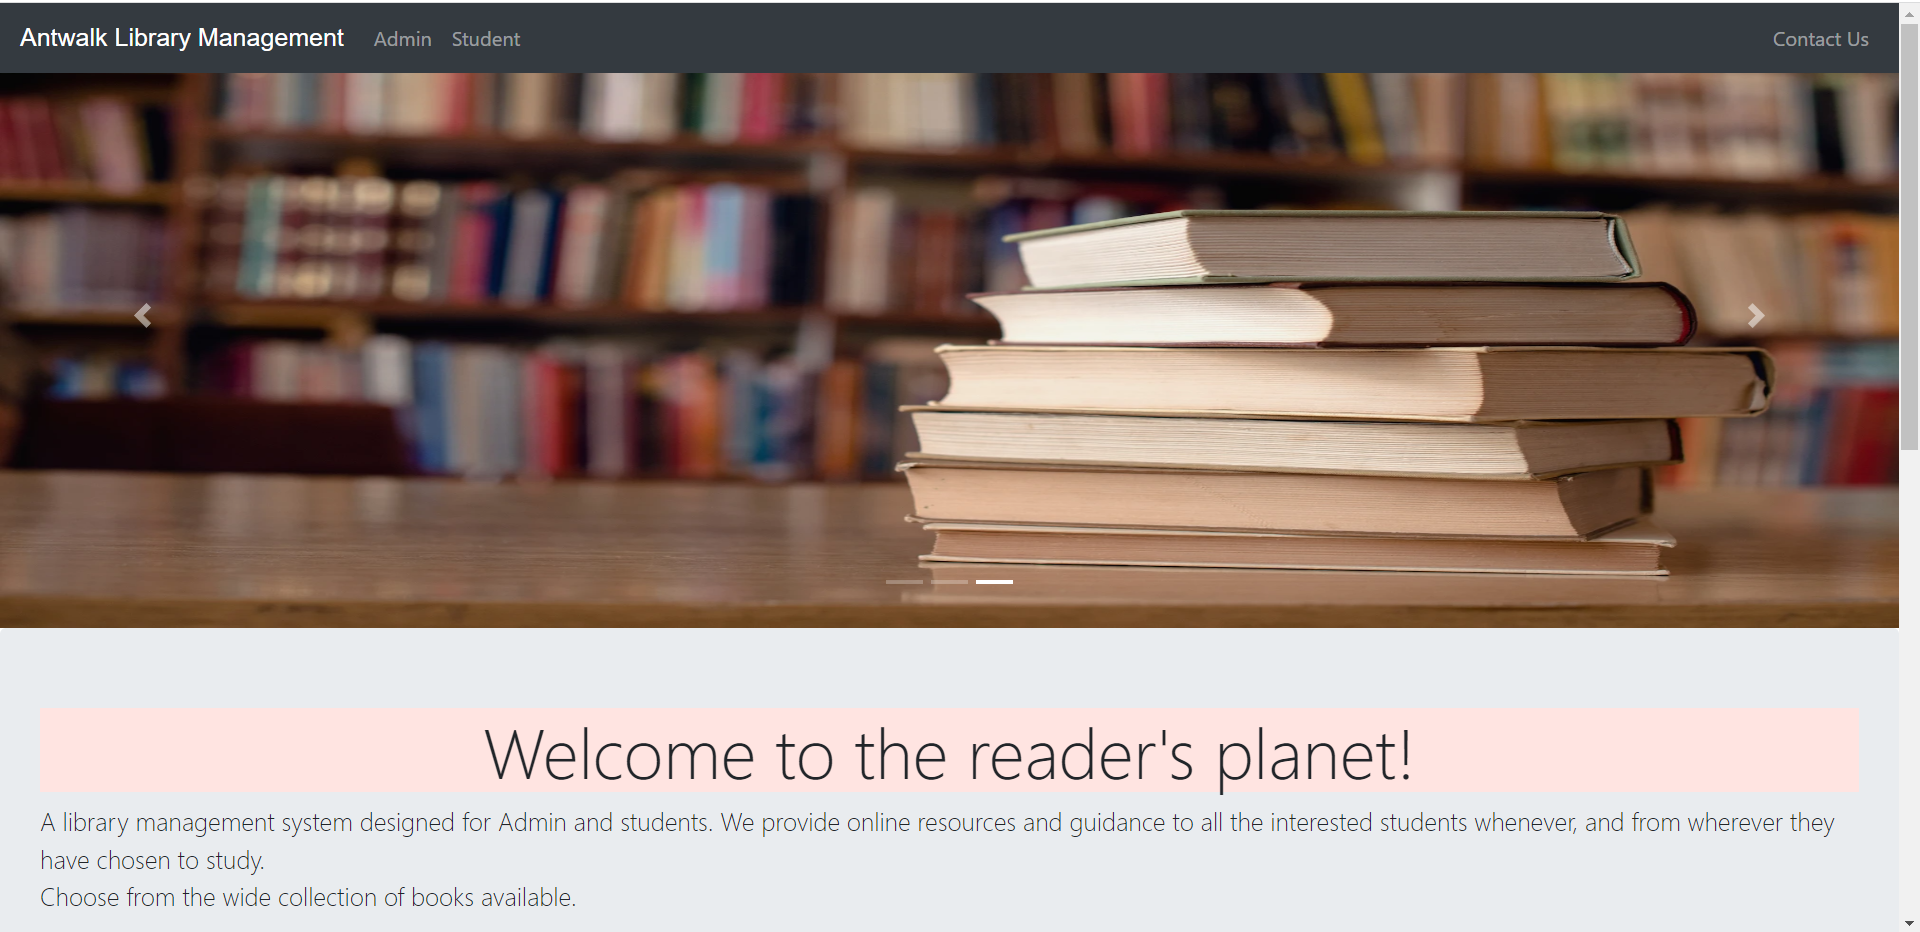 Antwalk Library Management Admin Student Contact Us
Welcome to the reader's planet!
A library management system designed for Admin and students. We provide online resources and guidance to all the interested students whenever, and from wherever they
have chosen to study.
Choose from the wide collection of books available.